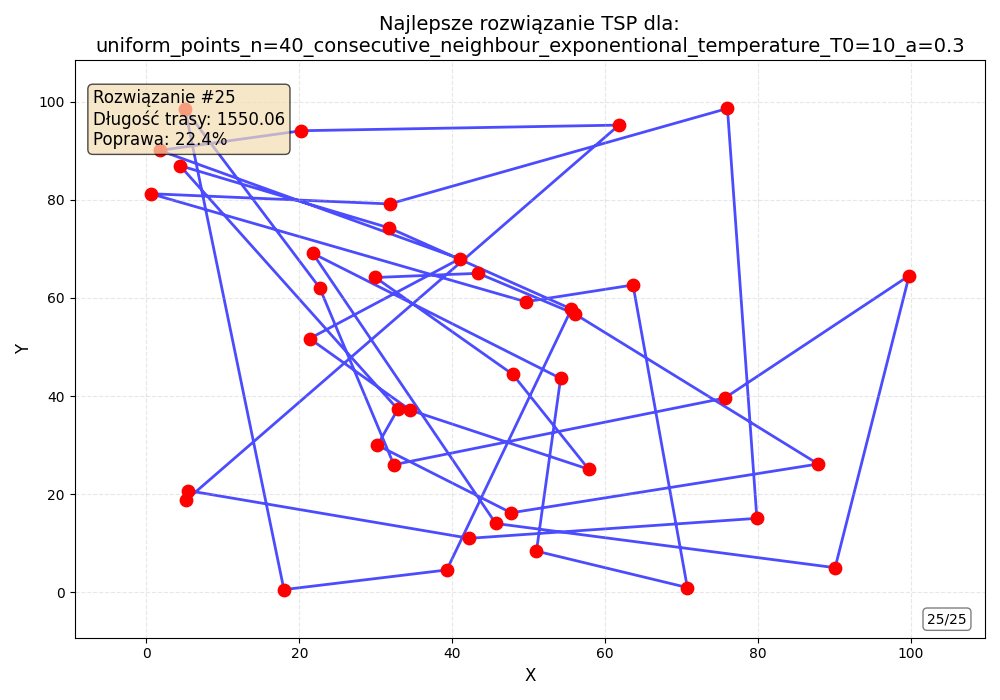 Najlepsze rozwiązanie TSP dla:
uniform_points_n=40_consecutive_neighbour_exponentional_temperature_T0=10_a=0.3
Rozwiązanie #25
Długość trasy: 1550.06
Poprawa: 22.4%
Y
100
80
60
40
20
0
25/25
0 20 40 60 80 100
X